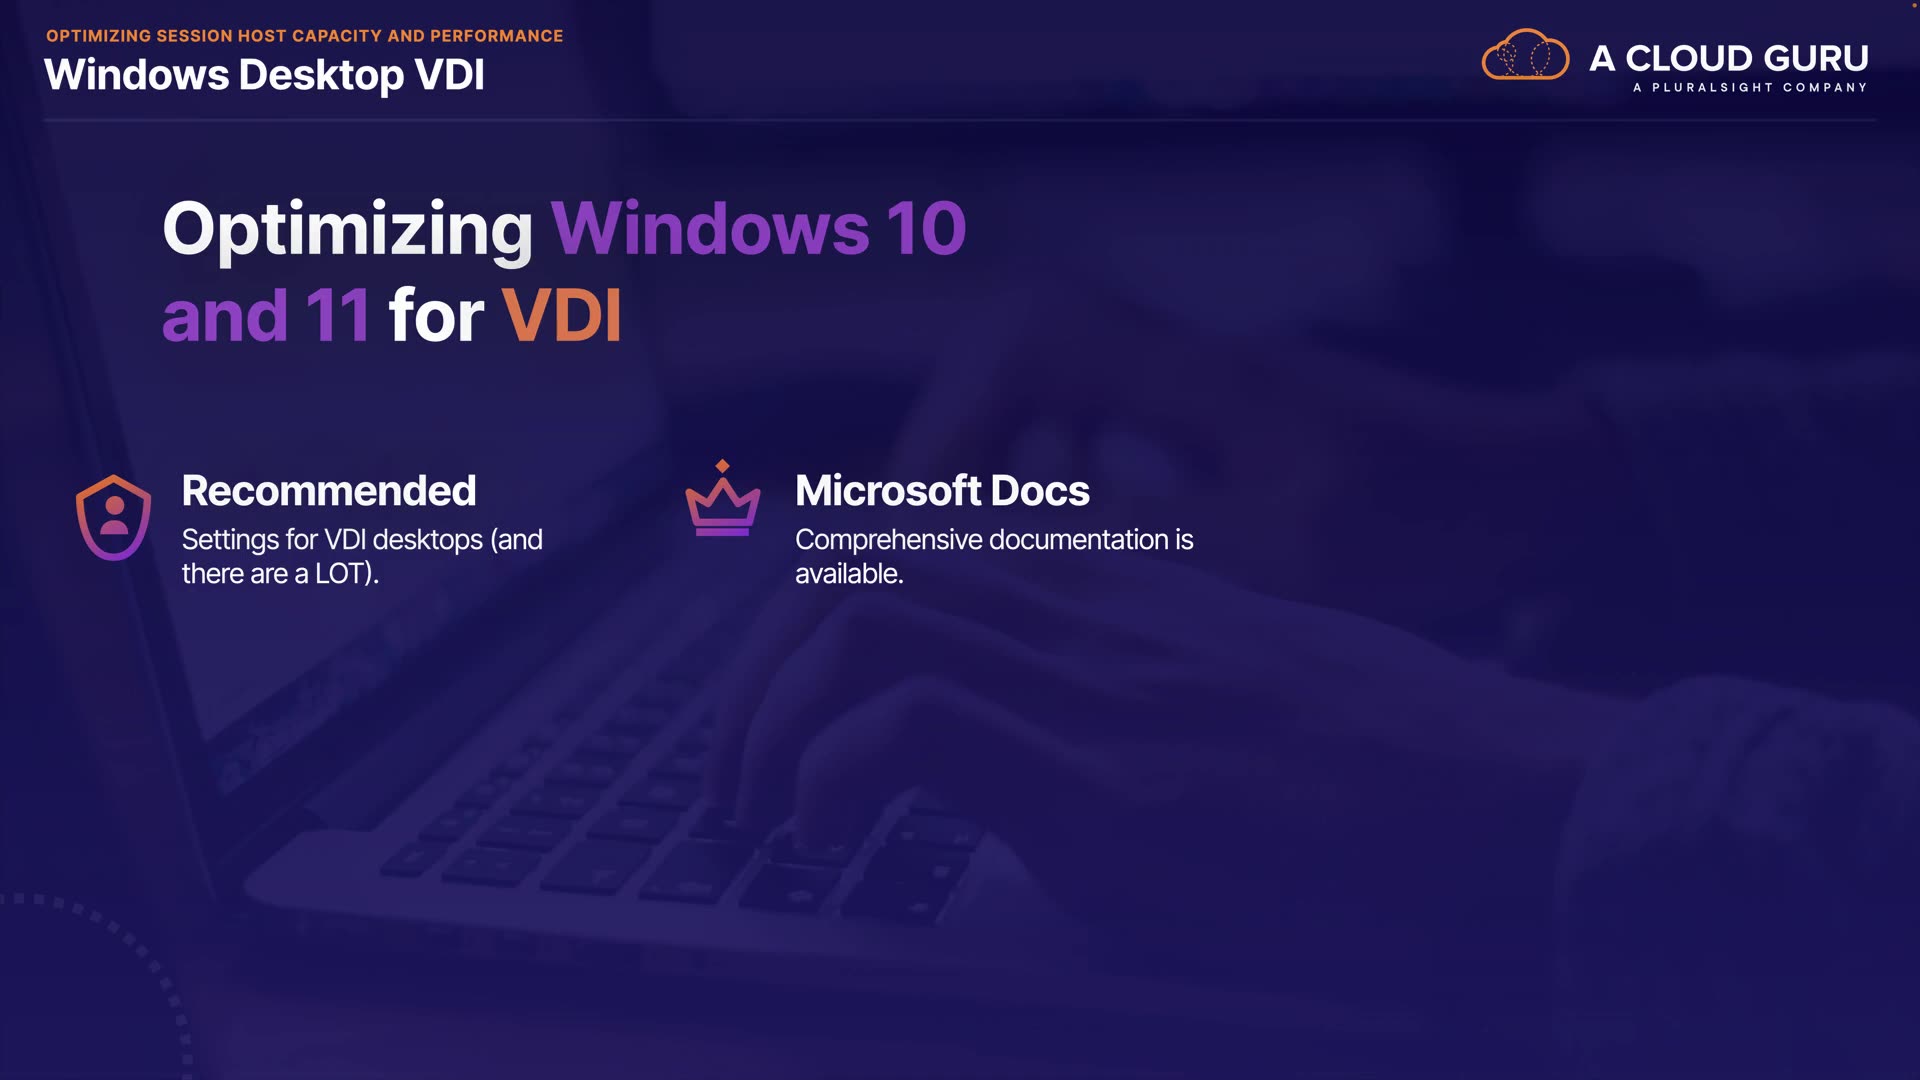 OPTIMIZING SESSION HOST CAPACITY AND PERFORMANCE
Windows Desktop VDI
A CLOUD GURU
A PLURALSIGHT COMPANY
Optimizing Windows 10
and 11 for VDI
Recommended
Settings for VDI desktops (and
there are a LOT).
Microsoft Docs
Comprehensive documentation is
available.